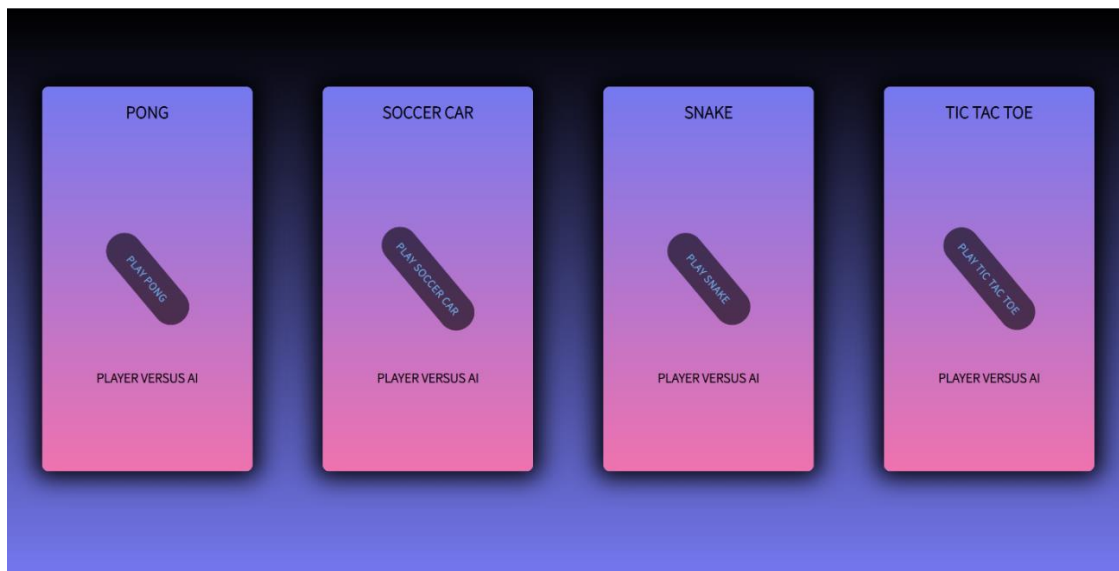 PONG
PLAY PONG
PLAYER VERSUS AI
SOCCER CAR
PLAY SOCCER CAR
PLAYER VERSUS AI
SNAKE
PLAY SNAKE
PLAYER VERSUS AI
TIC TAC TOE
PLAY TIC TAC TOE
PLAYER VERSUS AI